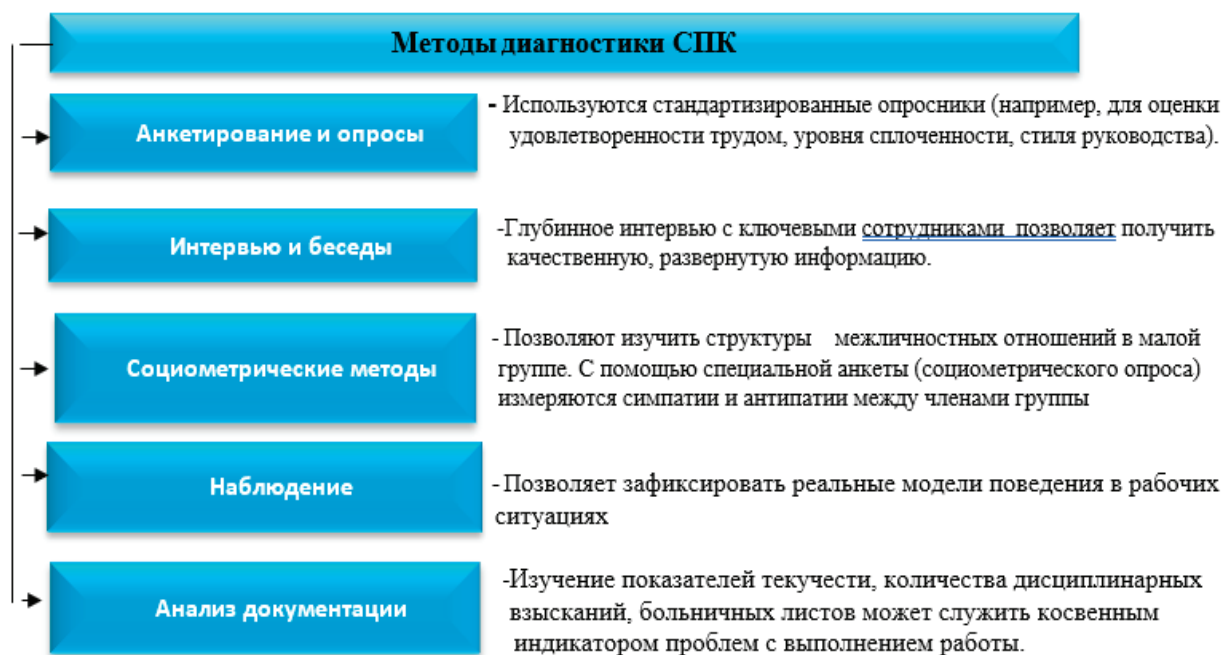 Методы диагностики СПК
Анкетирование и опросы
- Используются стандартизированные опросники (например, для оценки
удовлетворенности трудом, уровня сплоченности, стиля руководства).
Интервью и беседы
-Глубинное интервью с ключевыми сотрудниками позволяет получить
качественную, развернутую информацию.
Социометрические методы
- Позволяют изучить структуры межличностных отношений в малой
группе. С помощью специальной анкеты (социометрического опроса)
измеряются симпатии и антипатии между членами группы
Наблюдение
- Позволяет зафиксировать реальные модели поведения в рабочих
ситуациях
Анализ документации
-Изучение показателей текучести, количества дисциплинарных
взысканий, больничных листов может служить косвенным
индикатором проблем с выполнением работы.